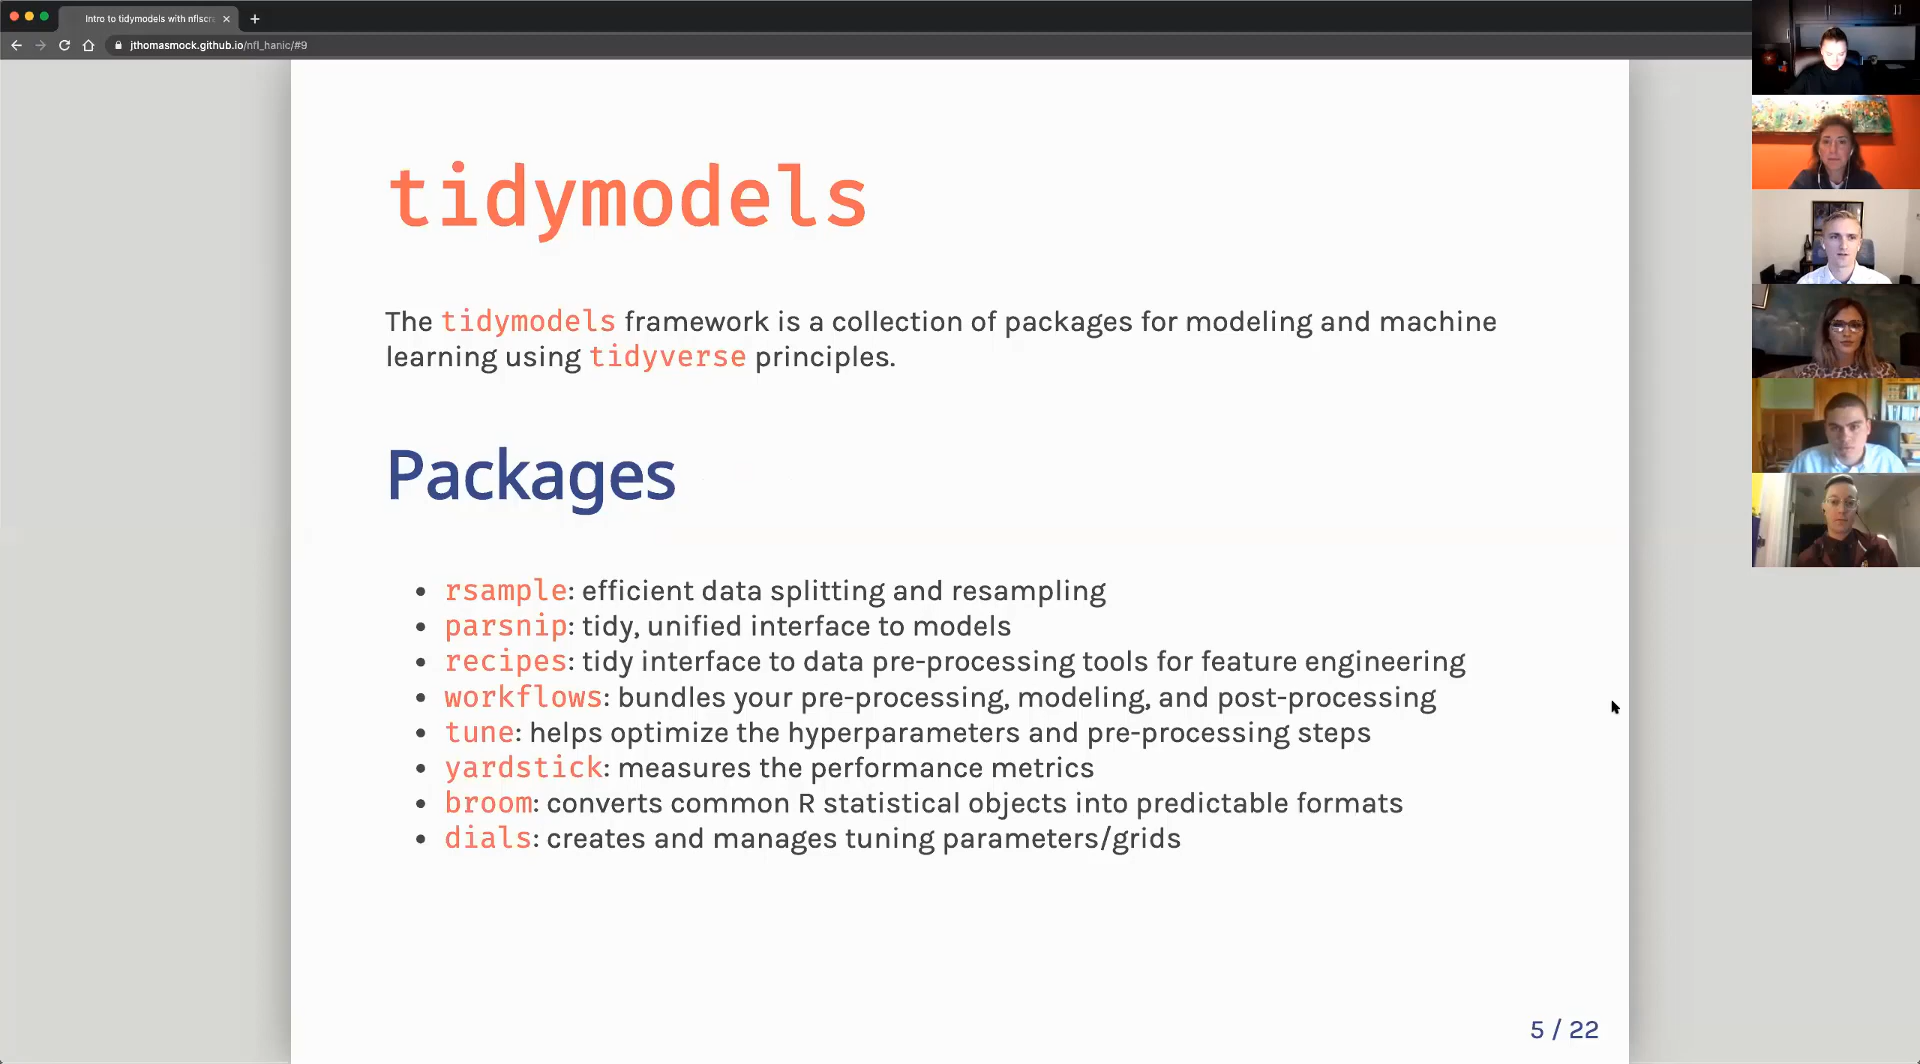 Intro to tidymodels with nflscra
jthomasmock.github.io/nfl_hanic/#9
tidymodels
The tidymodels framework is a collection of packages for modeling and machine
learning using tidyverse principles.
Packages
• rsample: efficient data splitting and resampling
• parsnip: tidy, unified interface to models
• recipes: tidy interface to data pre-processing tools for feature engineering
• workflows: bundles your pre-processing, modeling, and post-processing
• tune: helps optimize the hyperparameters and pre-processing steps
• yardstick: measures the performance metrics
• broom: converts common R statistical objects into predictable formats
• dials: creates and manages tuning parameters/grids
5 / 22